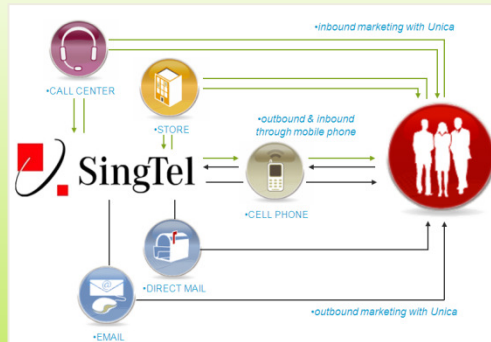 •inbound marketing with Unica
•CALL CENTER
•STORE
•outbound & inbound
through mobile phone
SingTel
•CELL PHONE
•DIRECT MAIL
•outbound marketing with Unica
•EMAIL